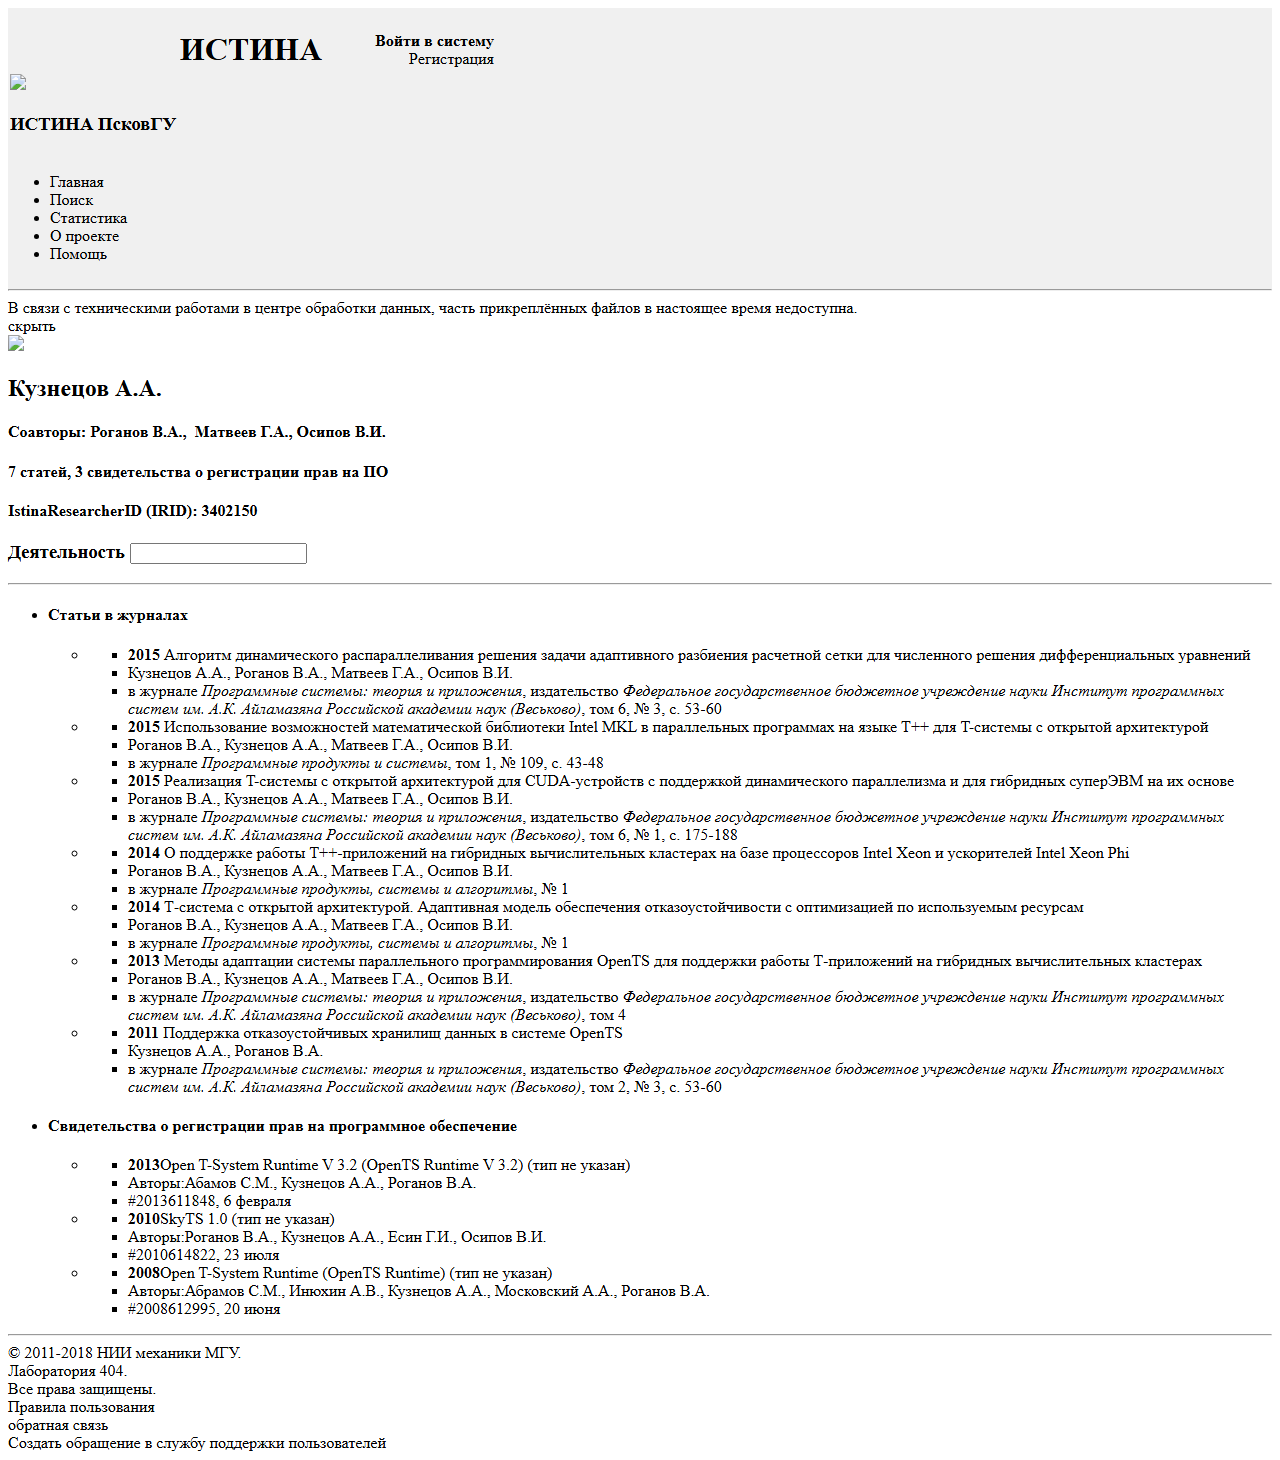 ИСТИНА
Войти в систему
Регистрация
ИСТИНА ПсковГУ
Главная
Поиск
Статистика
О проекте
Помощь
В связи с техническими работами в центре обработки данных, часть прикреплённых файлов в настоящее время недоступна.
скрыть
Кузнецов А.А.
Соавторы: Роганов В.А., Матвеев Г.А., Осипов В.И.
7 статей, 3 свидетельства о регистрации прав на ПО
IstinaResearcherID (IRID): 3402150
Деятельность
Статьи в журналах
2015 Алгоритм динамического распараллеливания решения задачи адаптивного разбиения расчетной сетки для численного решения дифференциальных уравнений
Кузнецов А.А., Роганов В.А., Матвеев Г.А., Осипов В.И.
в журнале Программные системы: теория и приложения, издательство Федеральное государственное бюджетное учреждение науки Институт программных
систем им. А.К. Айламазяна Российской академии наук (Веськово), том 6, № 3, с. 53-60
2015 Использование возможностей математической библиотеки Intel MKL в параллельных программах на языке T++ для Т-системы с открытой архитектурой
Роганов В.А., Кузнецов А.А., Матвеев Г.А., Осипов В.И.
в журнале Программные продукты и системы, том 1, № 109, с. 43-48
2015 Реализация Т-системы с открытой архитектурой для CUDA-устройств с поддержкой динамического параллелизма и для гибридных суперЭВМ на их основе
Роганов В.А., Кузнецов А.А., Матвеев Г.А., Осипов В.И.
в журнале Программные системы: теория и приложения, издательство Федеральное государственное бюджетное учреждение науки Институт программных
систем им. А.К. Айламазяна Российской академии наук (Веськово), том 6, № 1, с. 175-188
2014 О поддержке работы T++-приложений на гибридных вычислительных кластерах на базе процессоров Intel Xeon и ускорителей Intel Xeon Phi
Роганов В.А., Кузнецов А.А., Матвеев Г.А., Осипов В.И.
в журнале Программные продукты, системы и алгоритмы, № 1
2014 Т-система с открытой архитектурой. Адаптивная модель обеспечения отказоустойчивости с оптимизацией по используемым ресурсам
Роганов В.А., Кузнецов А.А., Матвеев Г.А., Осипов В.И.
в журнале Программные продукты, системы и алгоритмы, № 1
2013 Методы адаптации системы параллельного программирования OpenTS для поддержки работы Т-приложений на гибридных вычислительных кластерах
Роганов В.А., Кузнецов А.А., Матвеев Г.А., Осипов В.И.
в журнале Программные системы: теория и приложения, издательство Федеральное государственное бюджетное учреждение науки Институт программных
систем им. А.К. Айламазяна Российской академии наук (Веськово), том 4
2011 Поддержка отказоустойчивых хранилищ данных в системе OpenTS
Кузнецов А.А., Роганов В.А.
в журнале Программные системы: теория и приложения, издательство Федеральное государственное бюджетное учреждение науки Институт программных
систем им. А.К. Айламазяна Российской академии наук (Веськово), том 2, № 3, с. 53-60
Свидетельства о регистрации прав на программное обеспечение
2013Open T-System Runtime V 3.2 (OpenTS Runtime V 3.2) (тип не указан)
Авторы:Абамов С.М., Кузнецов А.А., Роганов В.А.
#2013611848, 6 февраля
2010SkyTS 1.0 (тип не указан)
Авторы:Роганов В.А., Кузнецов А.А., Есин Г.И., Осипов В.И.
#2010614822, 23 июля
2008Open T-System Runtime (OpenTS Runtime) (тип не указан)
Авторы:Абрамов С.М., Инюхин А.В., Кузнецов А.А., Московский А.А., Роганов В.А.
#2008612995, 20 июня
© 2011-2018 НИИ механики МГУ.
Лаборатория 404.
Все права защищены.
Правила пользования
обратная связь
Создать обращение в службу поддержки пользователей